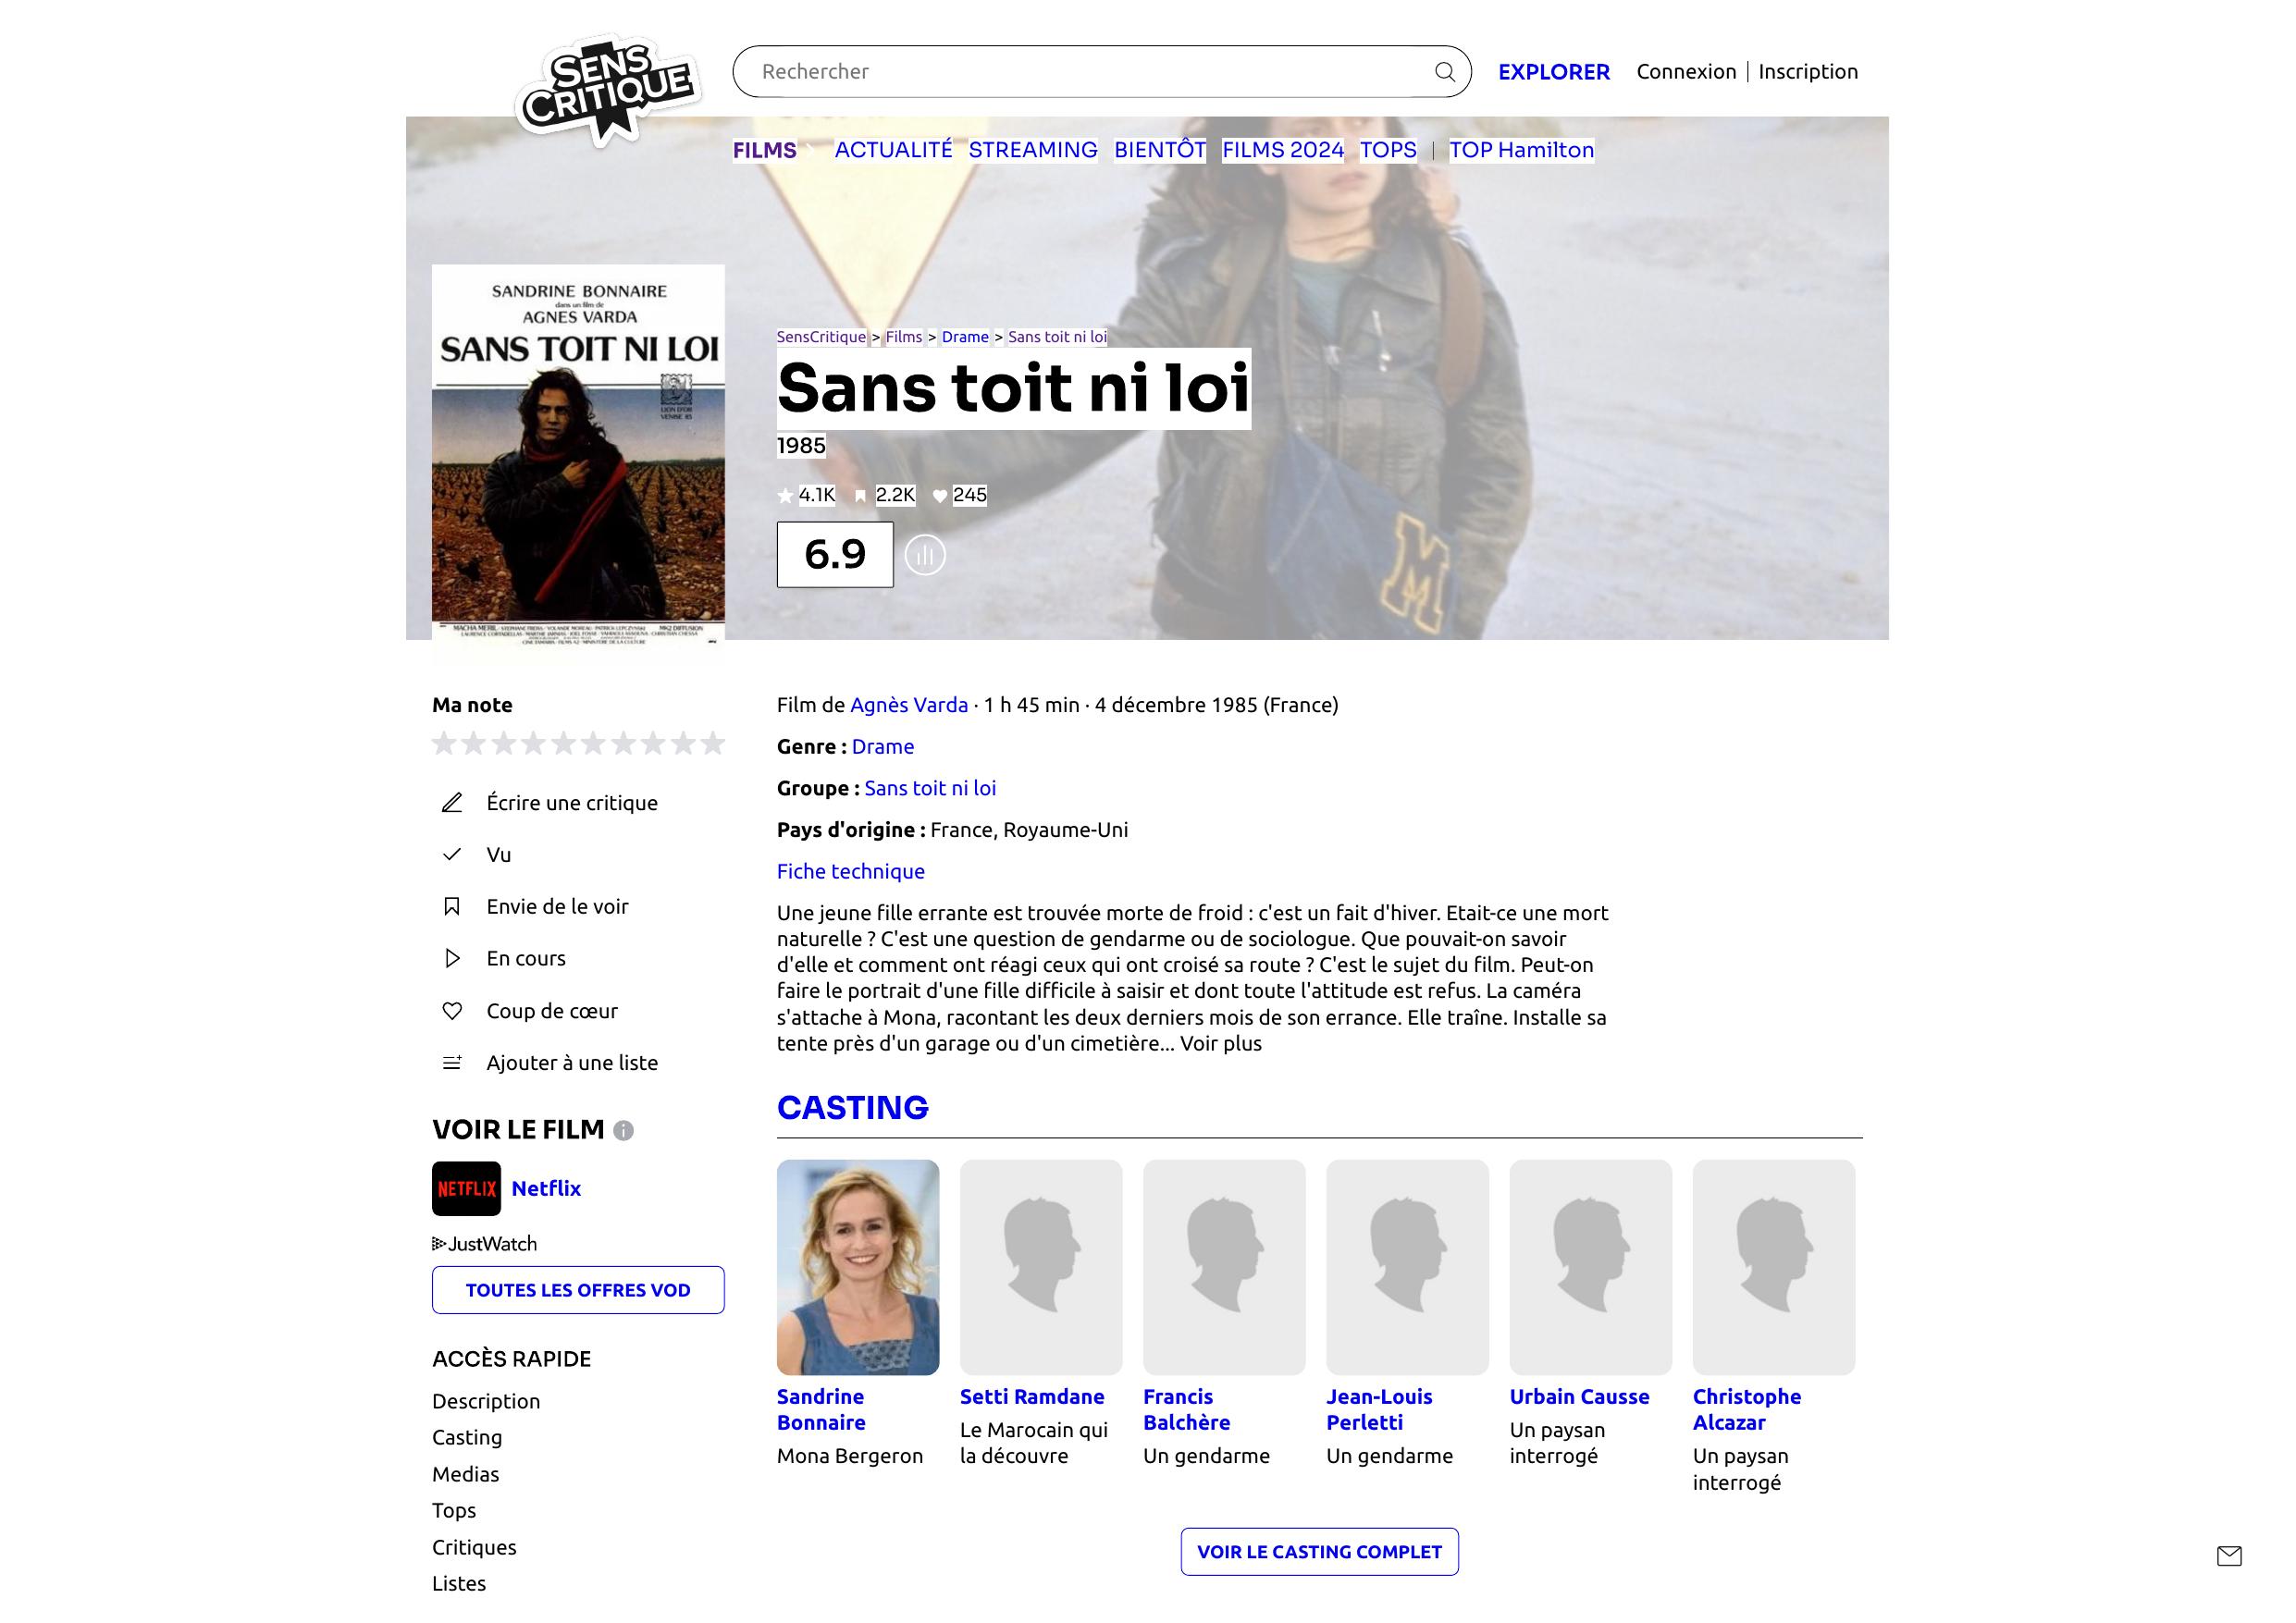 SENS
CRITIQUE
Rechercher
EXPLORER
Connexion | Inscription
FILMS
ACTUALITÉ
STREAMING
BIENTÔT
FILMS 2024
TOPS
|
TOP Hamilton
SANDRINE BONNAIRE
dans un film de
AGNES VARDA
SANS TOIT NI LOI
LION D'OR
VENISE 85
SensCritique > Films > Drame > Sans toit ni loi
Sans toit ni loi
1985
4.1K
2.2K
245
6.9
M
Ma note
Écrire une critique
Vu
Envie de le voir
En cours
Coup de cœur
Ajouter à une liste
VOIR LE FILM
NETFLIX
Netflix
JustWatch
TOUTES LES OFFRES VOD
ACCÈS RAPIDE
Description
Casting
Medias
Tops
Critiques
Listes
Film de Agnès Varda · 1 h 45 min · 4 décembre 1985 (France)
Genre : Drame
Groupe : Sans toit ni loi
Pays d'origine : France, Royaume-Uni
Fiche technique
Une jeune fille errante est trouvée morte de froid : c'est un fait d'hiver. Etait-ce une mort
naturelle ? C'est une question de gendarme ou de sociologue. Que pouvait-on savoir
d'elle et comment ont réagi ceux qui ont croisé sa route ? C'est le sujet du film. Peut-on
faire le portrait d'une fille difficile à saisir et dont toute l'attitude est refus. La caméra
s'attache à Mona, racontant les deux derniers mois de son errance. Elle traîne. Installe sa
tente près d'un garage ou d'un cimetière... Voir plus
CASTING
Sandrine
Bonnaire
Mona Bergeron
Setti Ramdane
Le Marocain qui
la découvre
Francis
Balchère
Un gendarme
Jean-Louis
Perletti
Un gendarme
Urbain Causse
Un paysan
interrogé
Christophe
Alcazar
Un paysan
interrogé
VOIR LE CASTING COMPLET